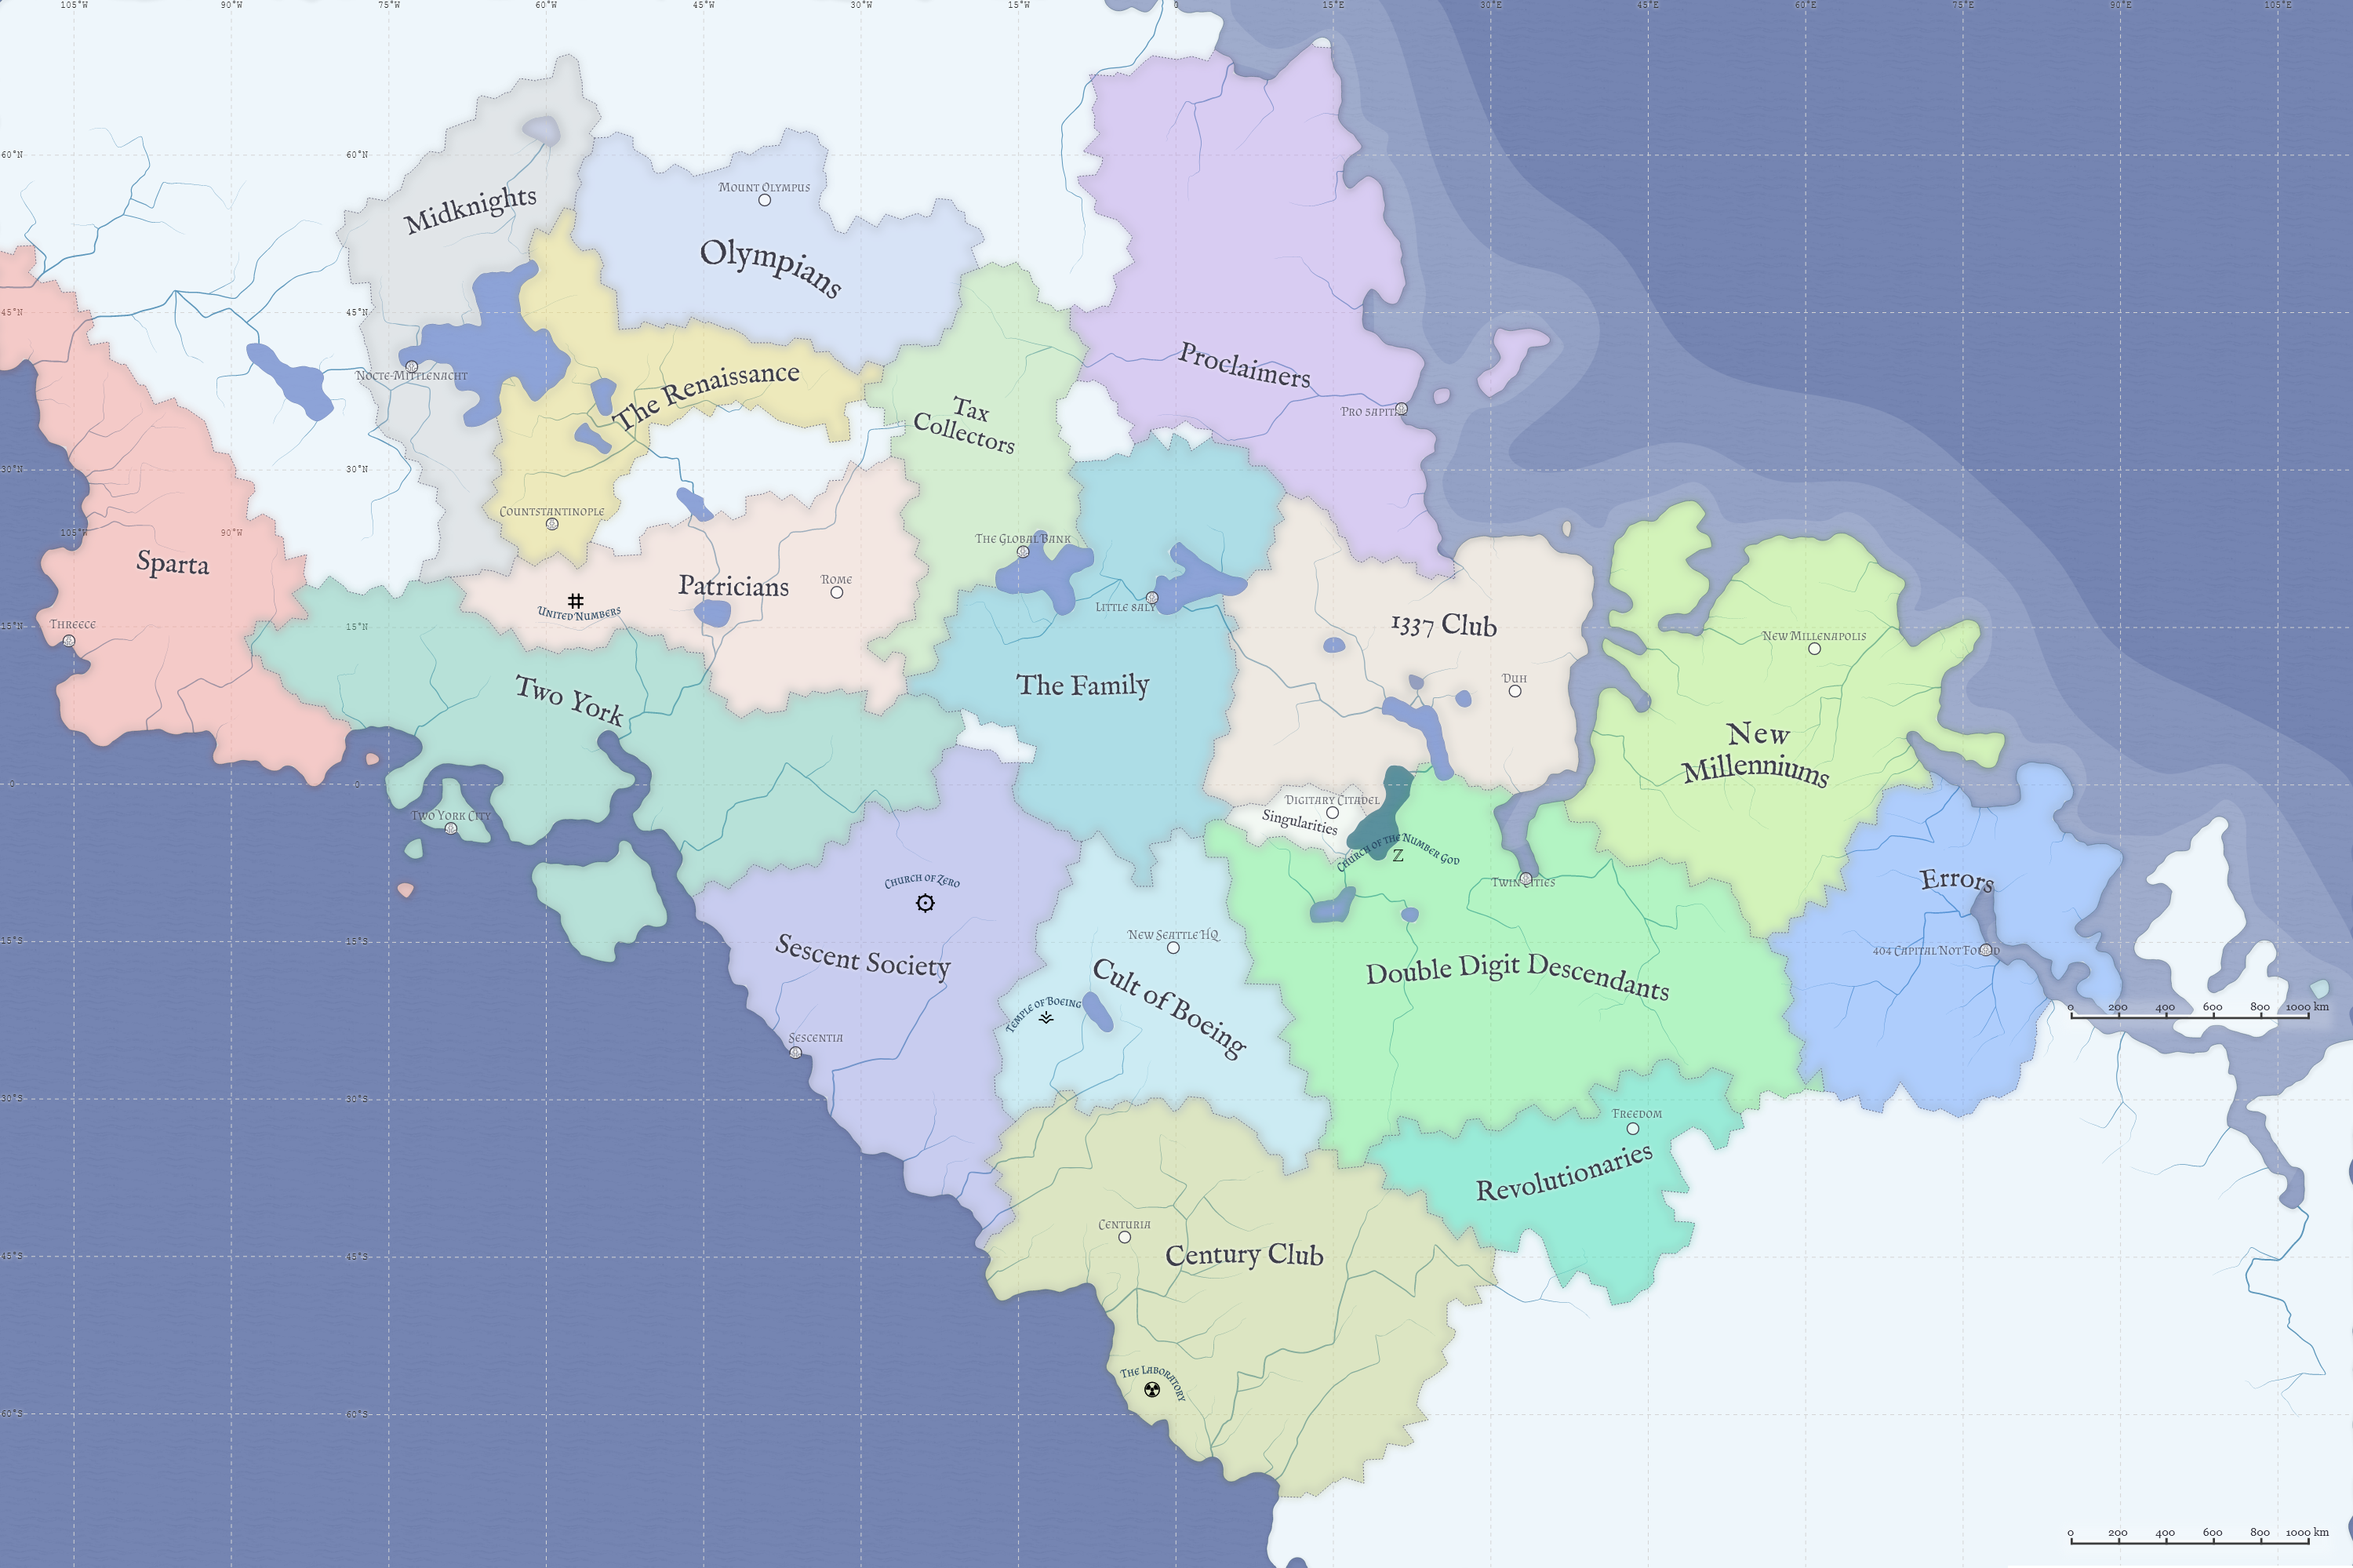 105°W 90°W 75°W 60°W 45°W 30°W 15°W 0 15°E 30°E 45°E 60°E 75°E 90°E 105°E
60°N 60°N
Mount Olympus
Midknights
Olympians
45°N 45°N
Proclaimers
Nocte-Mittlenacht
The Renaissance
Pro 5apital
Tax
Collectors
30°N 30°N
Countstantinople
105°W 90°W
The Global Bank
Sparta
Patricians
Rome
United Numbers
Little 8aly
Threece
15°N 15°N
1337 Club
New Millenapolis
Duh
The Family
Two York
New
Millenniums
0 0
Digitary Citadel
Singularities
Two York City
Church of the Number God
Z
Church of Zero
Twin Cities
Errors
New Seattle HQ
15°S 15°S
404 Capital Not Found
Sescent Society
Cult of Boeing
Double Digit Descendants
Temple of Boeing
0 200 400 600 800 1000 km
Sescentia
30°S 30°S
Freedom
Revolutionaries
Centuria
45°S 45°S
Century Club
The Laboratory
60°S 60°S
0 200 400 600 800 1000 km